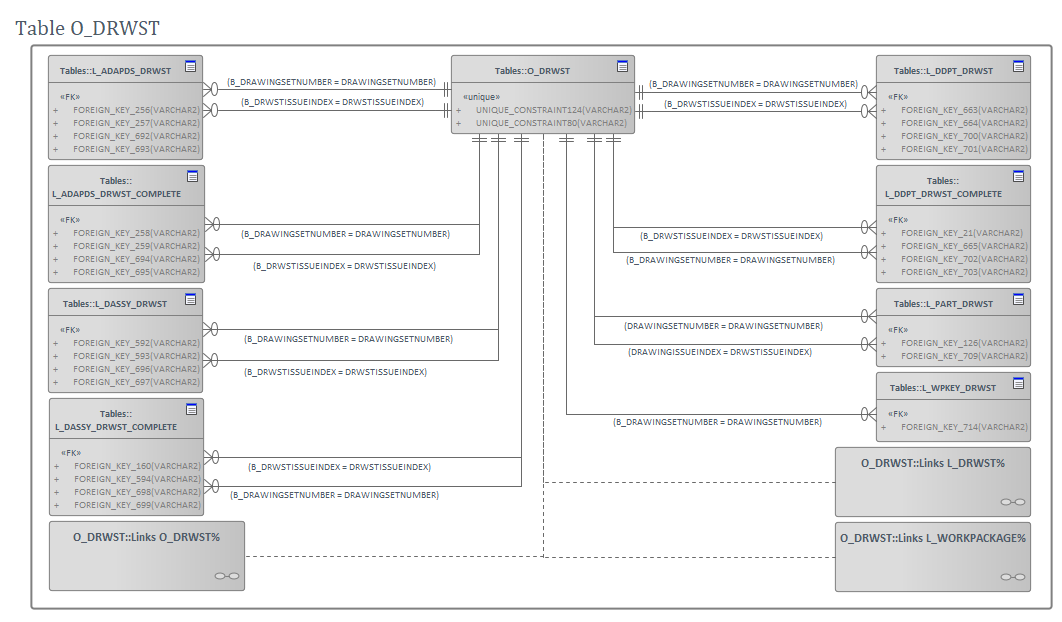 Table O_DRWST
Tables::L_ADAPDS_DRWST
«FK»
+ FOREIGN_KEY_256(VARCHAR2)
+ FOREIGN_KEY_257(VARCHAR2)
+ FOREIGN_KEY_692(VARCHAR2)
+ FOREIGN_KEY_693(VARCHAR2)
(B_DRAWINGSETNUMBER = DRAWINGSETNUMBER)
(B_DRWSTISSUEINDEX = DRWSTISSUEINDEX)
Tables::O_DRWST
«unique»
+ UNIQUE_CONSTRAINT124(VARCHAR2)
+ UNIQUE_CONSTRAINT80(VARCHAR2)
(B_DRAWINGSETNUMBER = DRAWINGSETNUMBER)
(B_DRWSTISSUEINDEX = DRWSTISSUEINDEX)
Tables::L_DDPT_DRWST
«FK»
+ FOREIGN_KEY_663(VARCHAR2)
+ FOREIGN_KEY_664(VARCHAR2)
+ FOREIGN_KEY_700(VARCHAR2)
+ FOREIGN_KEY_701(VARCHAR2)
Tables::
L_ADAPDS_DRWST_COMPLETE
«FK»
+ FOREIGN_KEY_258(VARCHAR2)
+ FOREIGN_KEY_259(VARCHAR2)
+ FOREIGN_KEY_694(VARCHAR2)
+ FOREIGN_KEY_695(VARCHAR2)
(B_DRAWINGSETNUMBER = DRAWINGSETNUMBER)
(B_DRWSTISSUEINDEX = DRWSTISSUEINDEX)
(B_DRWSTISSUEINDEX = DRWSTISSUEINDEX)
(B_DRAWINGSETNUMBER = DRAWINGSETNUMBER)
Tables::
L_DDPT_DRWST_COMPLETE
«FK»
+ FOREIGN_KEY_21(VARCHAR2)
+ FOREIGN_KEY_665(VARCHAR2)
+ FOREIGN_KEY_702(VARCHAR2)
+ FOREIGN_KEY_703(VARCHAR2)
Tables::L_DASSY_DRWST
«FK»
+ FOREIGN_KEY_592(VARCHAR2)
+ FOREIGN_KEY_593(VARCHAR2)
+ FOREIGN_KEY_696(VARCHAR2)
+ FOREIGN_KEY_697(VARCHAR2)
(B_DRAWINGSETNUMBER = DRAWINGSETNUMBER)
(B_DRWSTISSUEINDEX = DRWSTISSUEINDEX)
(DRAWINGSETNUMBER = DRAWINGSETNUMBER)
(DRAWINGISSUEINDEX = DRWSTISSUEINDEX)
Tables::L_PART_DRWST
«FK»
+ FOREIGN_KEY_126(VARCHAR2)
+ FOREIGN_KEY_709(VARCHAR2)
Tables::L_WPKEY_DRWST
«FK»
+ FOREIGN_KEY_714(VARCHAR2)
(B_DRAWINGSETNUMBER = DRAWINGSETNUMBER)
Tables::
L_DASSY_DRWST_COMPLETE
«FK»
+ FOREIGN_KEY_160(VARCHAR2)
+ FOREIGN_KEY_594(VARCHAR2)
+ FOREIGN_KEY_698(VARCHAR2)
+ FOREIGN_KEY_699(VARCHAR2)
(B_DRWSTISSUEINDEX = DRWSTISSUEINDEX)
(B_DRAWINGSETNUMBER = DRAWINGSETNUMBER)
O_DRWST::Links L_DRWST%
O_DRWST::Links O_DRWST%
O_DRWST::Links L_WORKPACKAGE%